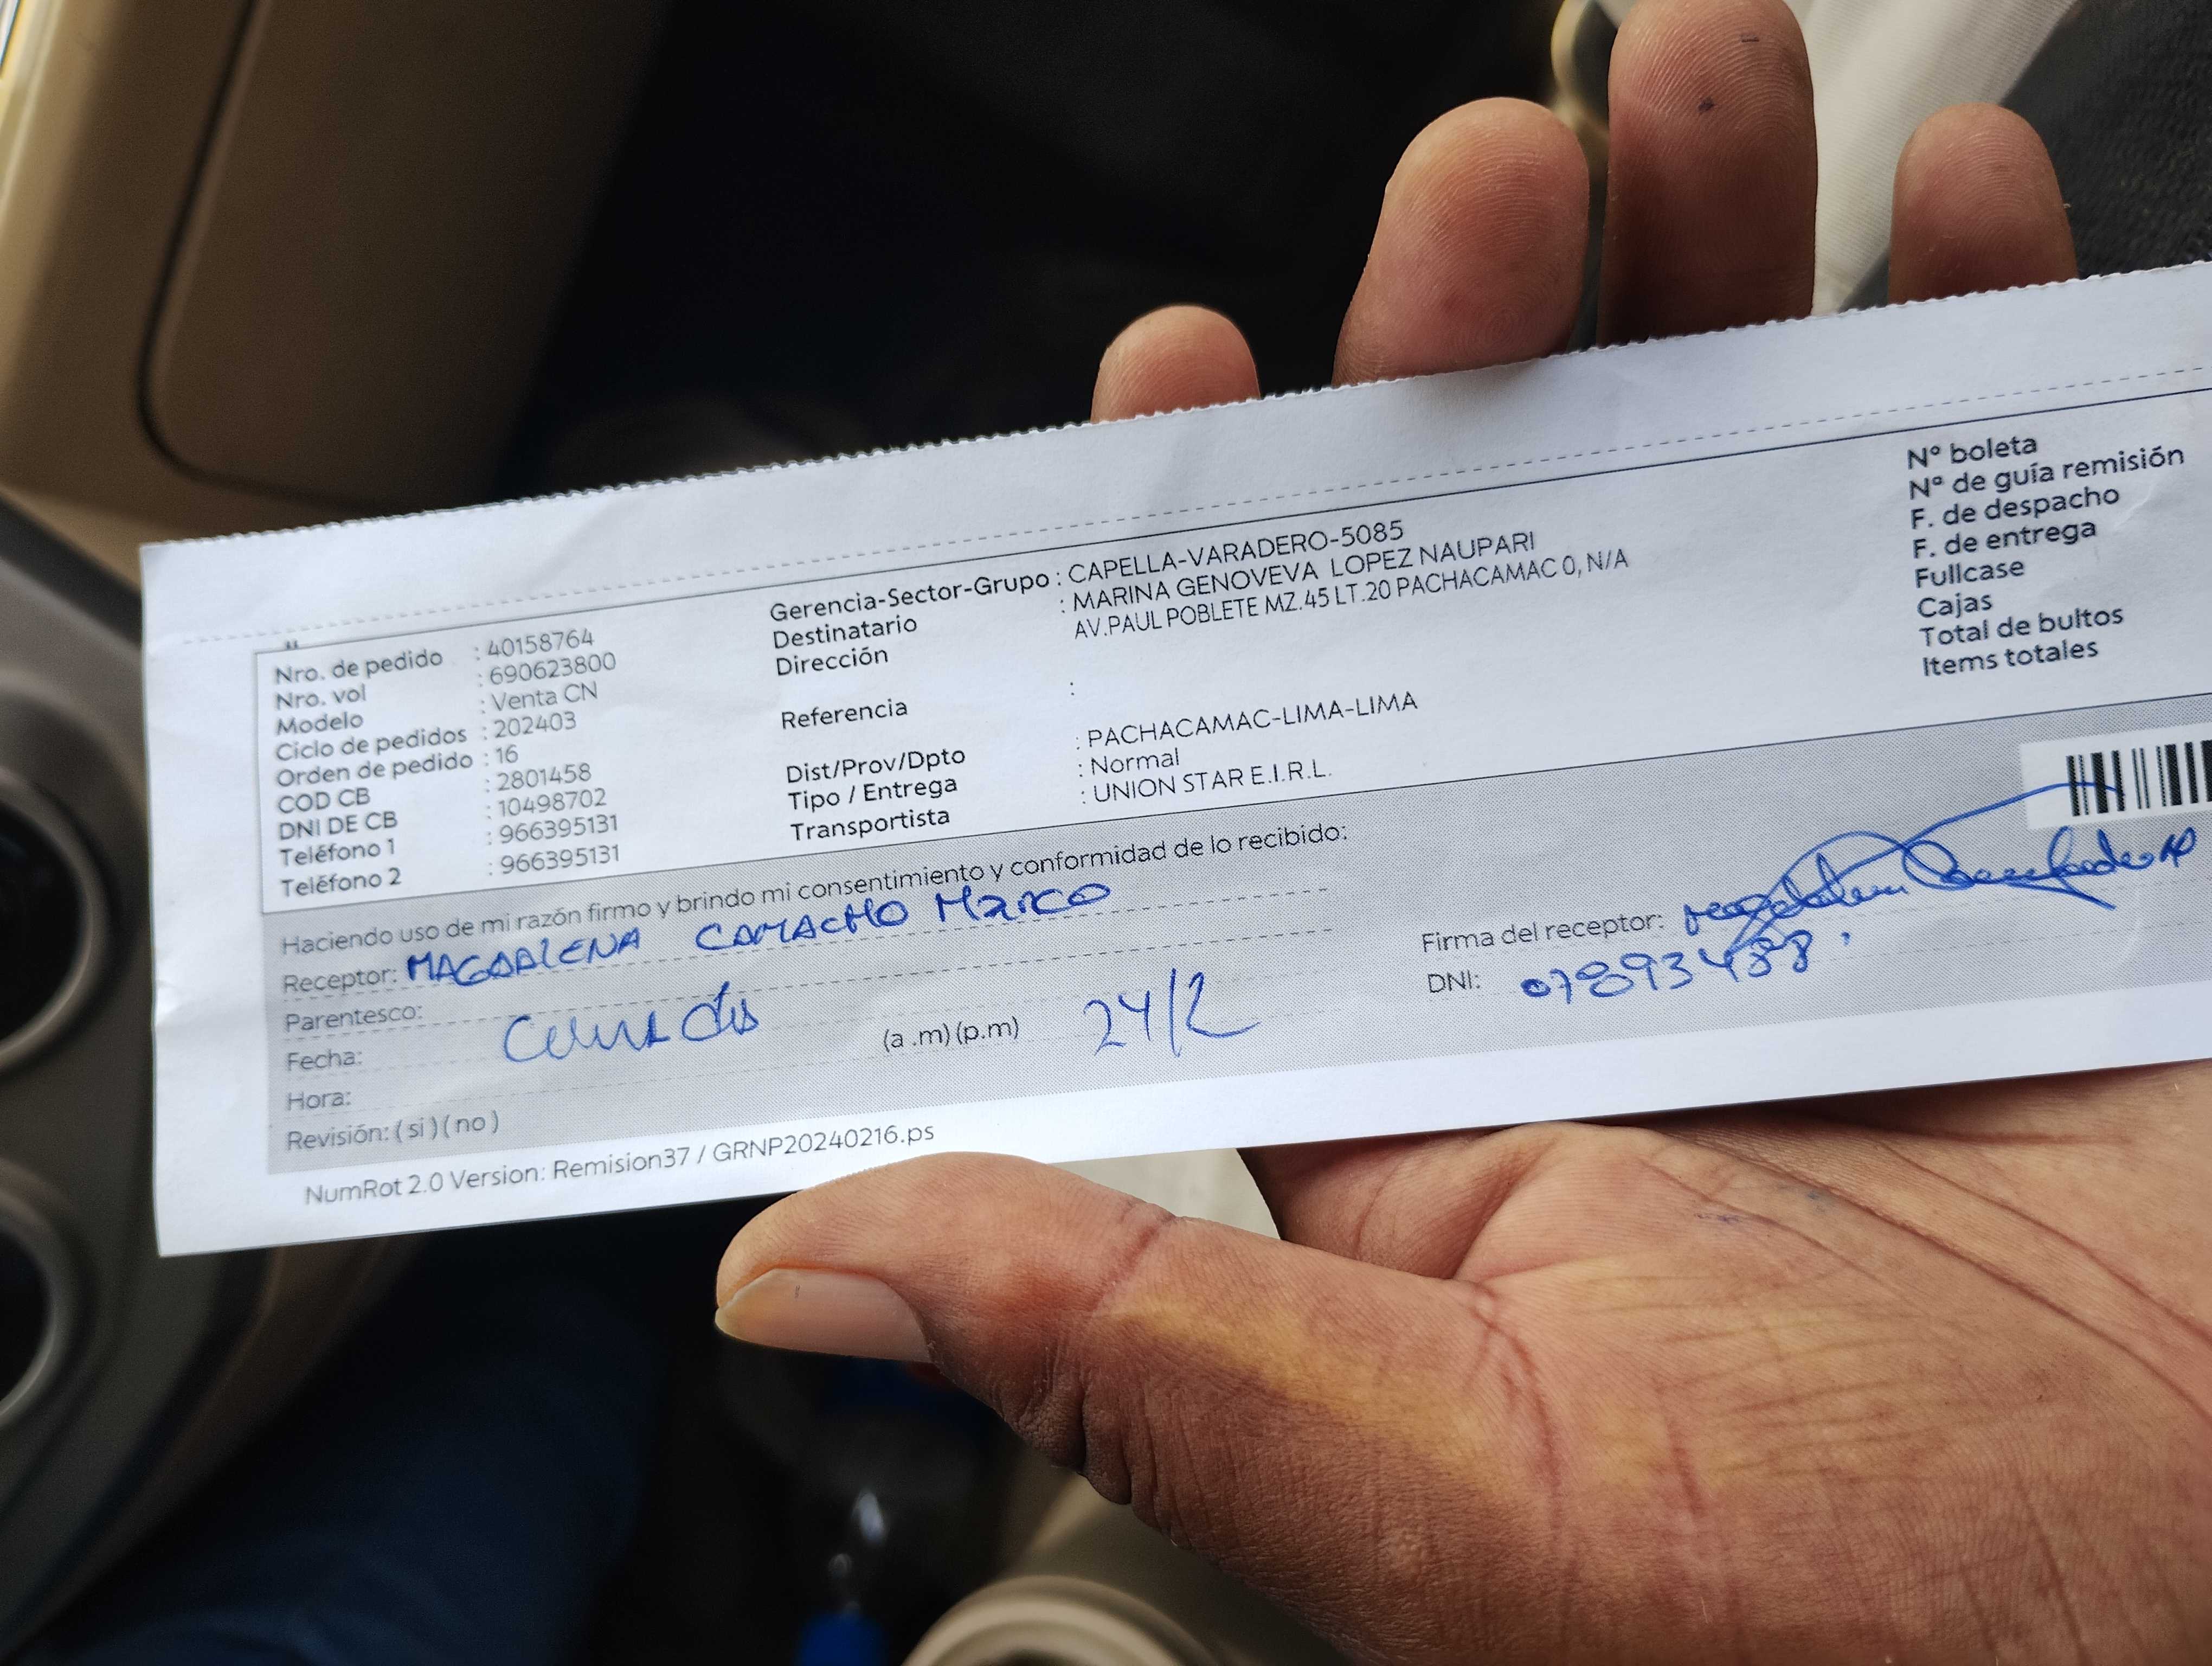 Nro. de pedido : 40158764
Nro. vol : 690623800
Modelo : Venta CN
Ciclo de pedidos : 202403
Orden de pedido : 16
COD CB : 2801458
DNI DE CB : 10498702
Teléfono 1 : 966395131
Teléfono 2 : 966395131
Gerencia-Sector-Grupo : CAPELLA-VARADERO-5085
Destinatario : MARINA GENOVEVA LOPEZ NAUPARI
Dirección AV.PAUL POBLETE MZ.45 LT.20 PACHACAMAC 0, N/A
Referencia :
Dist/Prov/Dpto : PACHACAMAC-LIMA-LIMA
Tipo / Entrega : Normal
Transportista : UNION STAR E.I.R.L.
N° boleta
Nª de guía remisión
F. de despacho
F. de entrega
Fullcase
Cajas
Total de bultos
Items totales
Haciendo uso de mi razón firmo y brindo mi consentimiento y conformidad de lo recibido:
Receptor: MAGDALENA CAMACHO MARCO
Parentesco:
Fecha:
(a .m) (p.m) 24/2
Hora:
Revisión: ( si ) ( no )
Firma del receptor:
DNI: 07893488.
NumRot 2.0 Version: Remision37 / GRNP20240216.ps